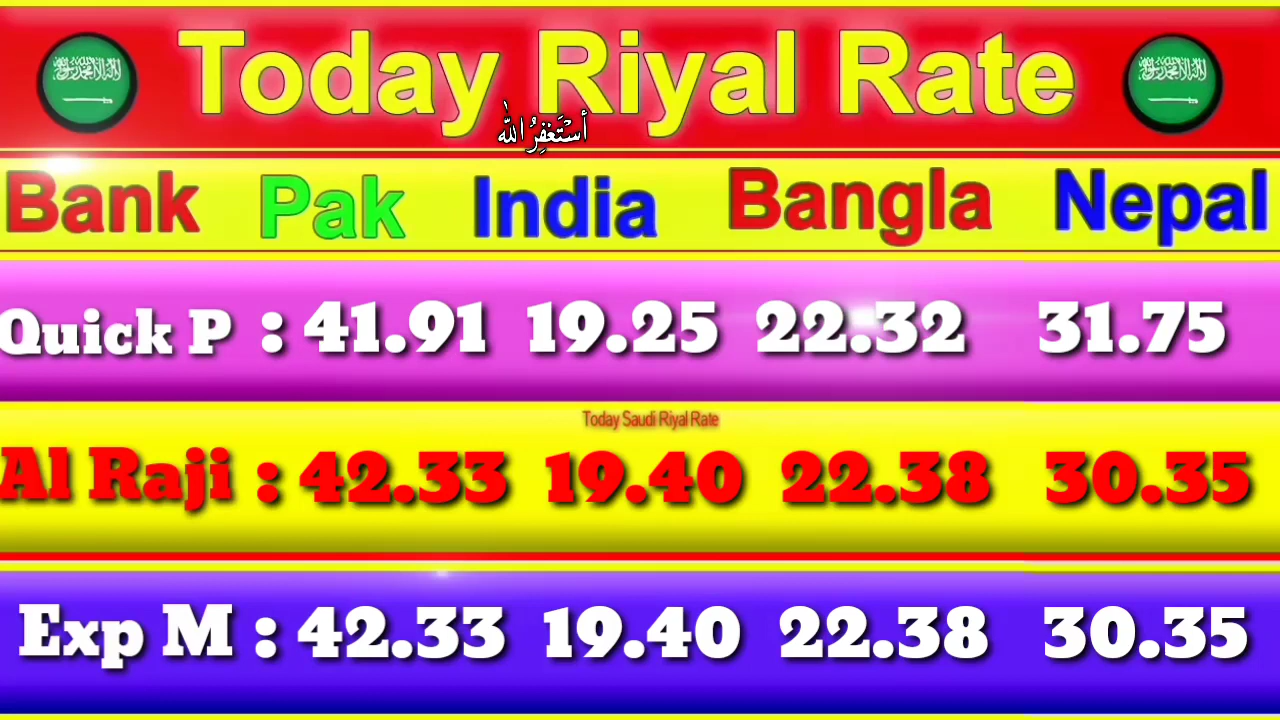 Today Riyal Rate
أَسْتَغْفِرُ اللّٰه
Bank Pak India Bangla Nepal
Quick P : 41.91 19.25 22.32 31.75
Today Saudi Riyal Rate
Al Raji : 42.33 19.40 22.38 30.35
Exp M : 42.33 19.40 22.38 30.35